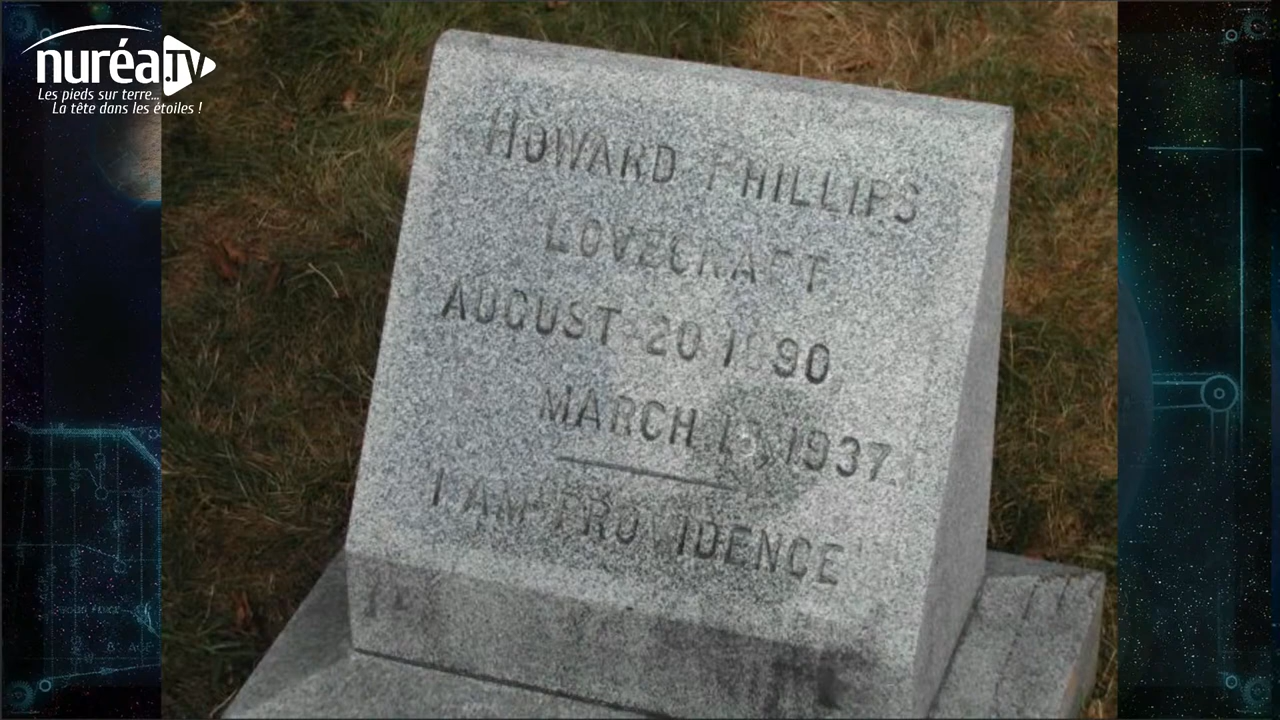 nuréa.TV
Les pieds sur terre...
La tête dans les étoiles !
HOWARD PHILLIPS
LOVECRAFT
AUGUST 20 1890
MARCH 15, 1937
I AM PROVIDENCE